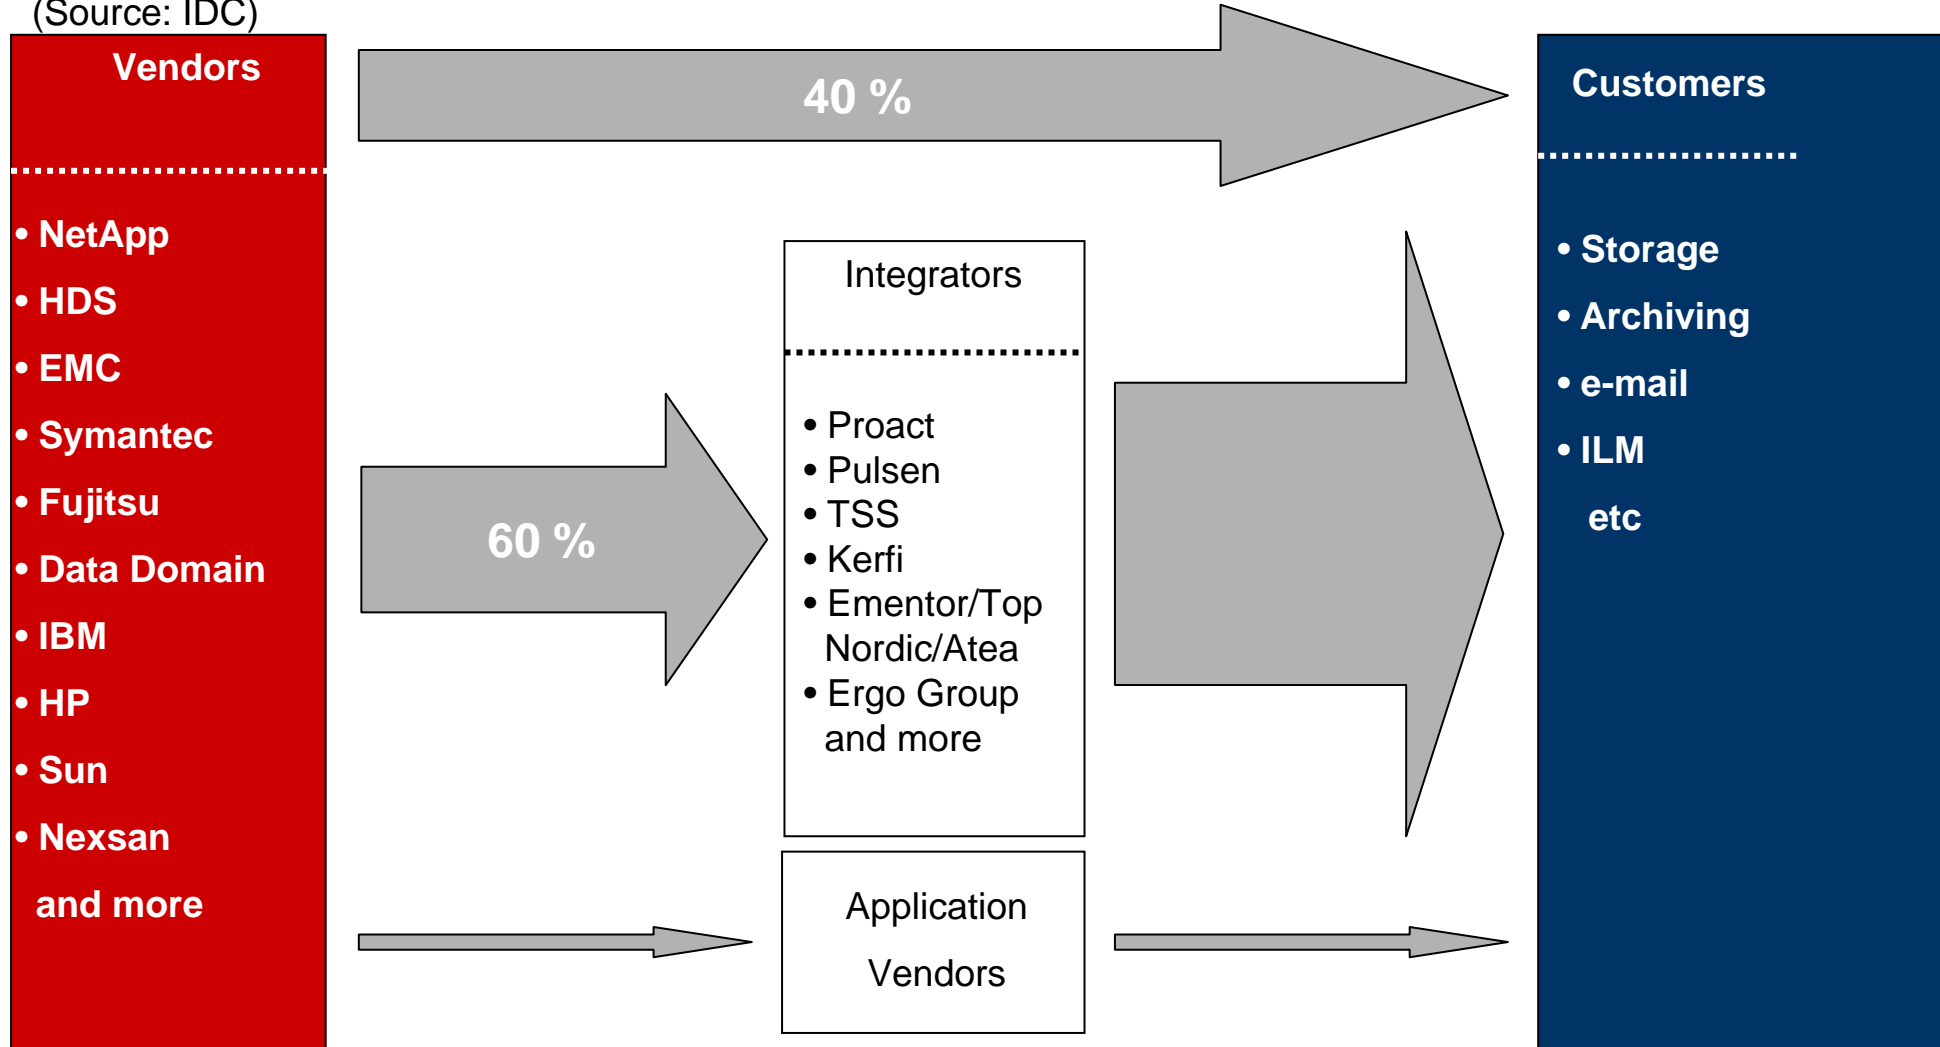 (Source: IDC)
Vendors
• NetApp
• HDS
• EMC
• Symantec
• Fujitsu
• Data Domain
• IBM
• HP
• Sun
• Nexsan
and more
40 %
60 %
Integrators
• Proact
• Pulsen
• TSS
• Kerfi
• Ementor/Top
Nordic/Atea
• Ergo Group
and more
Application
Vendors
Customers
• Storage
• Archiving
• e-mail
• ILM
etc